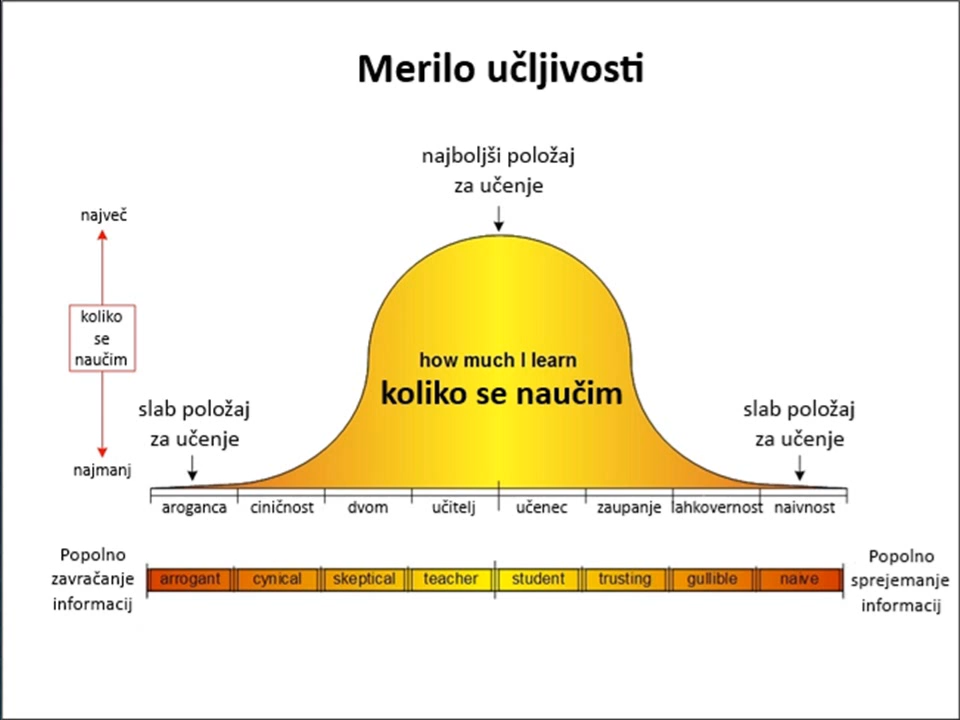 Merilo učljivosti
najboljši položaj
za učenje
največ
koliko
se
naučim
najmanj
how much I learn
koliko se naučim
slab položaj
za učenje
slab položaj
za učenje
aroganca ciničnost dvom učitelj učenec zaupanje lahkovernost naivnost
Popolno
zavračanje
informacij
arrogant cynical skeptical teacher student trusting gullible naive
Popolno
sprejemanje
informacij